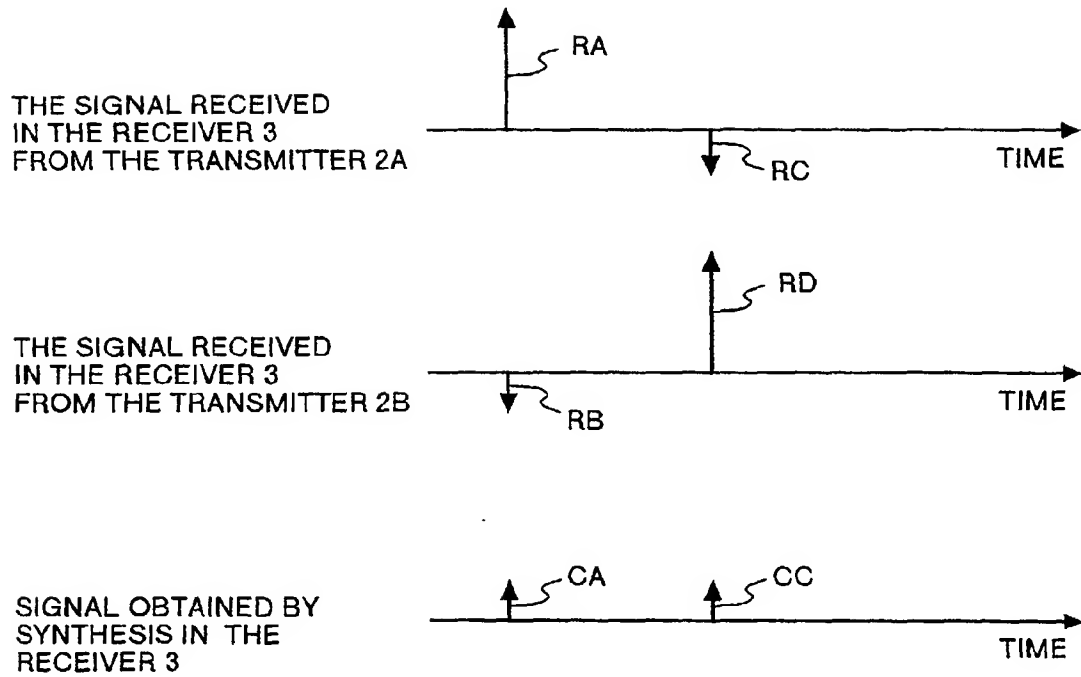 RA
THE SIGNAL RECEIVED
IN THE RECEIVER 3
FROM THE TRANSMITTER 2A
TIME
RC
RD
THE SIGNAL RECEIVED
IN THE RECEIVER 3
FROM THE TRANSMITTER 2B
TIME
RB
CA
CC
SIGNAL OBTAINED BY
SYNTHESIS IN THE
RECEIVER 3
TIME